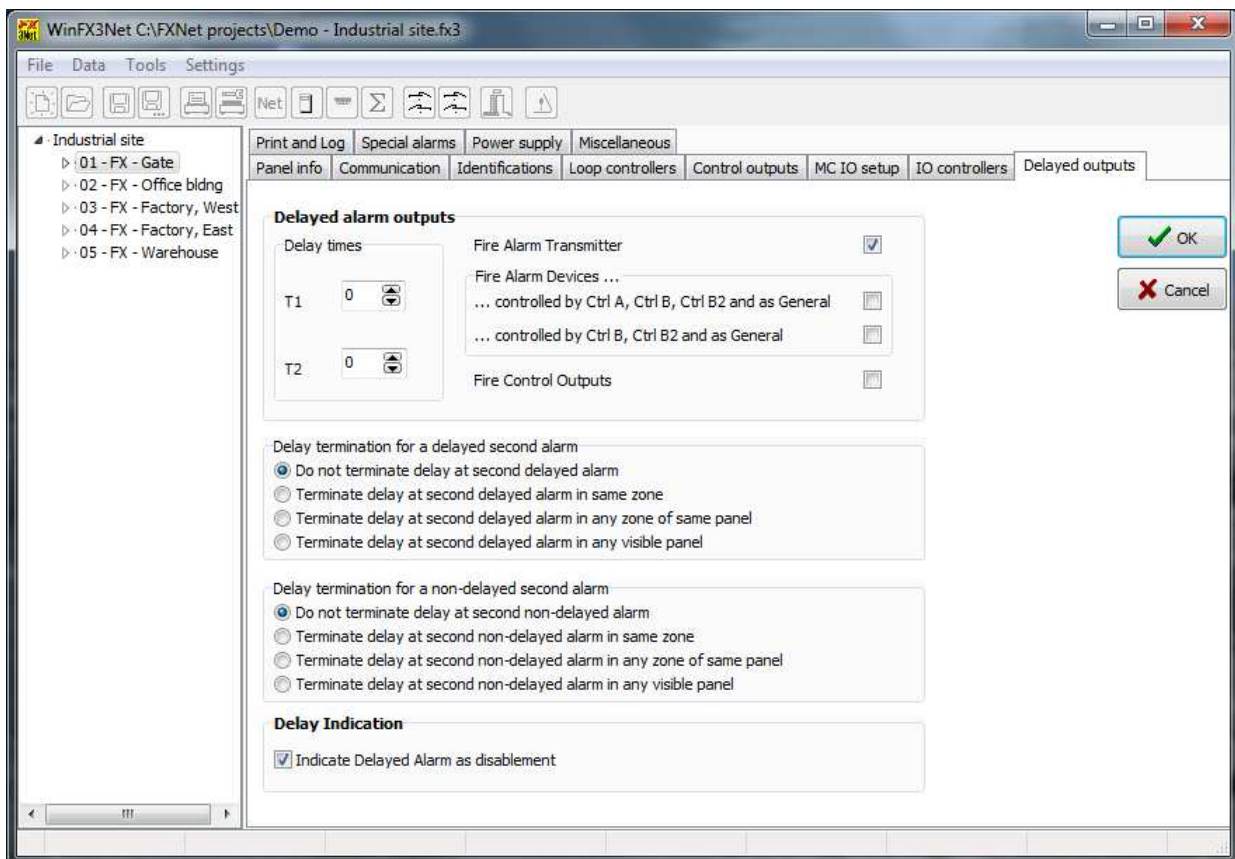 WinFX3Net C:\FXNet projects\Demo - Industrial site.fx3
File Data Tools Settings
Net Σ
Industrial site
01 - FX - Gate
02 - FX - Office bldng
03 - FX - Factory, West
04 - FX - Factory, East
05 - FX - Warehouse
Print and Log Special alarms Power supply Miscellaneous
Panel info Communication Identifications Loop controllers Control outputs MC IO setup IO controllers Delayed outputs
Delayed alarm outputs
Delay times
T1 0
T2 0
Fire Alarm Transmitter
Fire Alarm Devices ...
... controlled by Ctrl A, Ctrl B, Ctrl B2 and as General
... controlled by Ctrl B, Ctrl B2 and as General
Fire Control Outputs
OK
Cancel
Delay termination for a delayed second alarm
Do not terminate delay at second delayed alarm
Terminate delay at second delayed alarm in same zone
Terminate delay at second delayed alarm in any zone of same panel
Terminate delay at second delayed alarm in any visible panel
Delay termination for a non-delayed second alarm
Do not terminate delay at second non-delayed alarm
Terminate delay at second non-delayed alarm in same zone
Terminate delay at second non-delayed alarm in any zone of same panel
Terminate delay at second non-delayed alarm in any visible panel
Delay Indication
Indicate Delayed Alarm as disablement